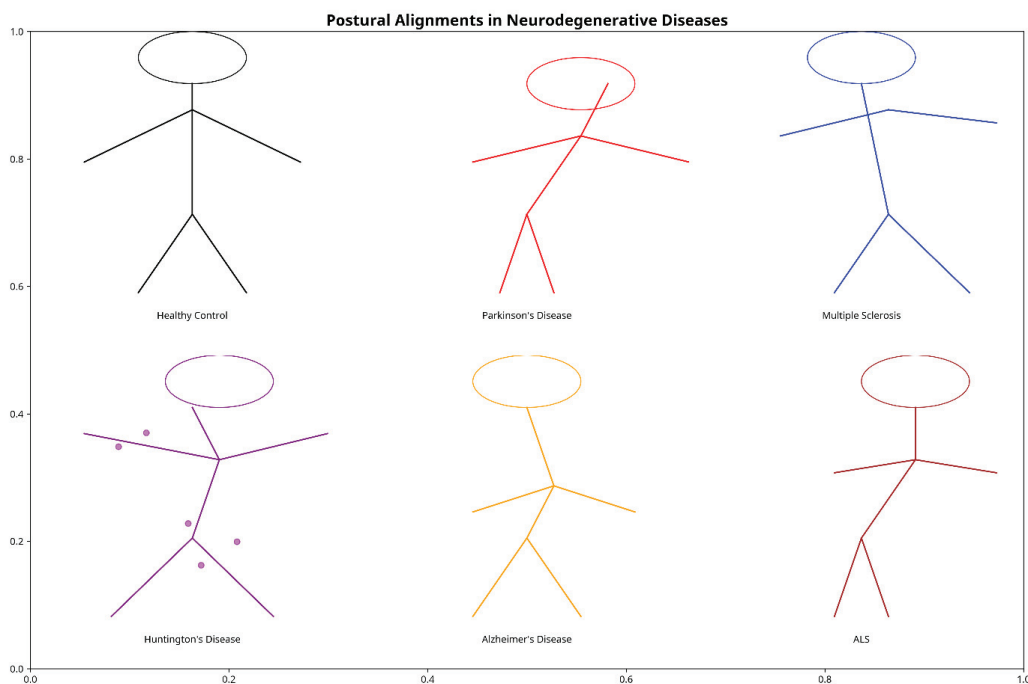 Postural Alignments in Neurodegenerative Diseases
1.0
0.8
0.6
0.4
0.2
0.0
Healthy Control
Parkinson's Disease
Multiple Sclerosis
Huntington's Disease
Alzheimer's Disease
ALS
0.0
0.2
0.4
0.6
0.8
1.0